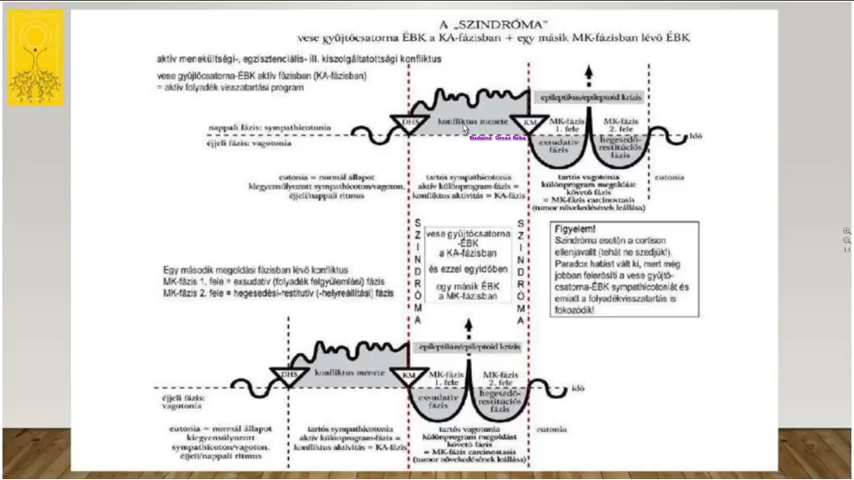 A „SZINDRÓMA"
vese gyűjtőcsatorna ÉBK a KA-fázisban + egy másik MK-fázisban lévő ÉBK
aktív menekültségi-, egzisztenciális- ill. kiszolgáltatottsági konfliktus
vese gyűjtőcsatorna-ÉBK aktív fázisban (KA-fázisban)
= aktív folyadék visszatartási program
epileptikus/epileptoid krízis
DHS
konfliktus menete
KM
MK-fázis
1. fele
MK-fázis
2. fele
nappali fázis: sympathicotonia
Idő
éjjeli fázis: vagotonia
exsudatív
fázis
hegesedő-
restitúciós
fázis
eutonia = normál állapot
kiegyensúlyozott sympathicoton/vagoton,
éjjeli/nappali ritmus
tartós sympathicotonia
aktív különprogram-fázis =
konfliktus aktivitás = KA-fázis
tartós vagotonia
különprogram megoldást
követő fázis
= MK-fázis carcinostasis
(tumor növekedésének leállása)
eutonia
SZINDRÓMA
vese gyűjtőcsatorna
-ÉBK
a KA-fázisban
és ezzel egyidőben
egy másik ÉBK
a MK-fázisban
SZINDRÓMA
Figyelem!
Szindróma esetén a cortison
ellenjavallt (tehát ne szedjük!).
Paradox hatást vált ki, mert még
jobban felerősíti a vese gyűjtő-
csatorna-ÉBK sympathicotoniát és
emiatt a folyadékvisszatartás is
fokozódik!
Egy második megoldási fázisban lévő konfliktus
MK-fázis 1. fele = exsudatív (folyadék felgyülemlési) fázis
MK-fázis 2. fele = hegesedési-restitutív (-helyreállítási) fázis
epileptikus/epileptoid krízis
DHS
konfliktus menete
KM
MK-fázis
1. fele
MK-fázis
2. fele
idő
éjjeli fázis:
vagotonia
exsudatív
fázis
hegesedő-
restitúciós
fázis
eutonia = normál állapot
kiegyensúlyozott
sympathicoton/vagoton,
éjjeli/nappali ritmus
tartós sympathicotonia
aktív különprogram-fázis =
konfliktus aktivitás = KA-fázis
tartós vagotonia
különprogram megoldást
követő fázis
= MK-fázis carcinostasis
(tumor növekedésének leállása)
eutonia